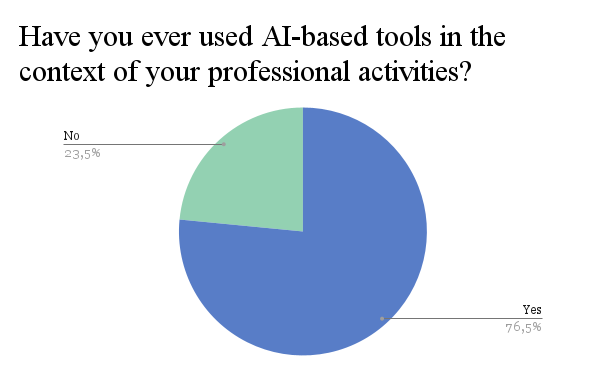 Have you ever used AI-based tools in the
context of your professional activities?
No
23,5%
Yes
76,5%